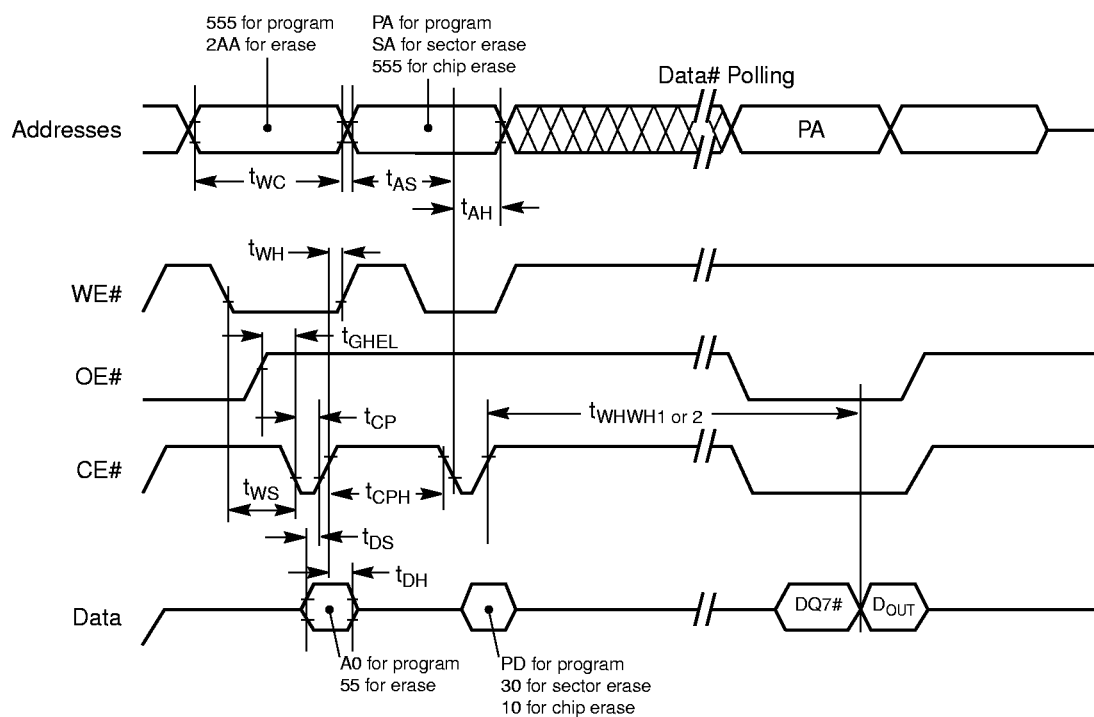 555 for program
2AA for erase
PA for program
SA for sector erase
555 for chip erase
Data# Polling
Addresses
PA
tWC
tAS
tAH
tWH
WE#
tGHEL
OE#
tCP
tWHWH1 or 2
CE#
tWS
tCPH
tDS
tDH
Data
DQ7#
DOUT
A0 for program
55 for erase
PD for program
30 for sector erase
10 for chip erase